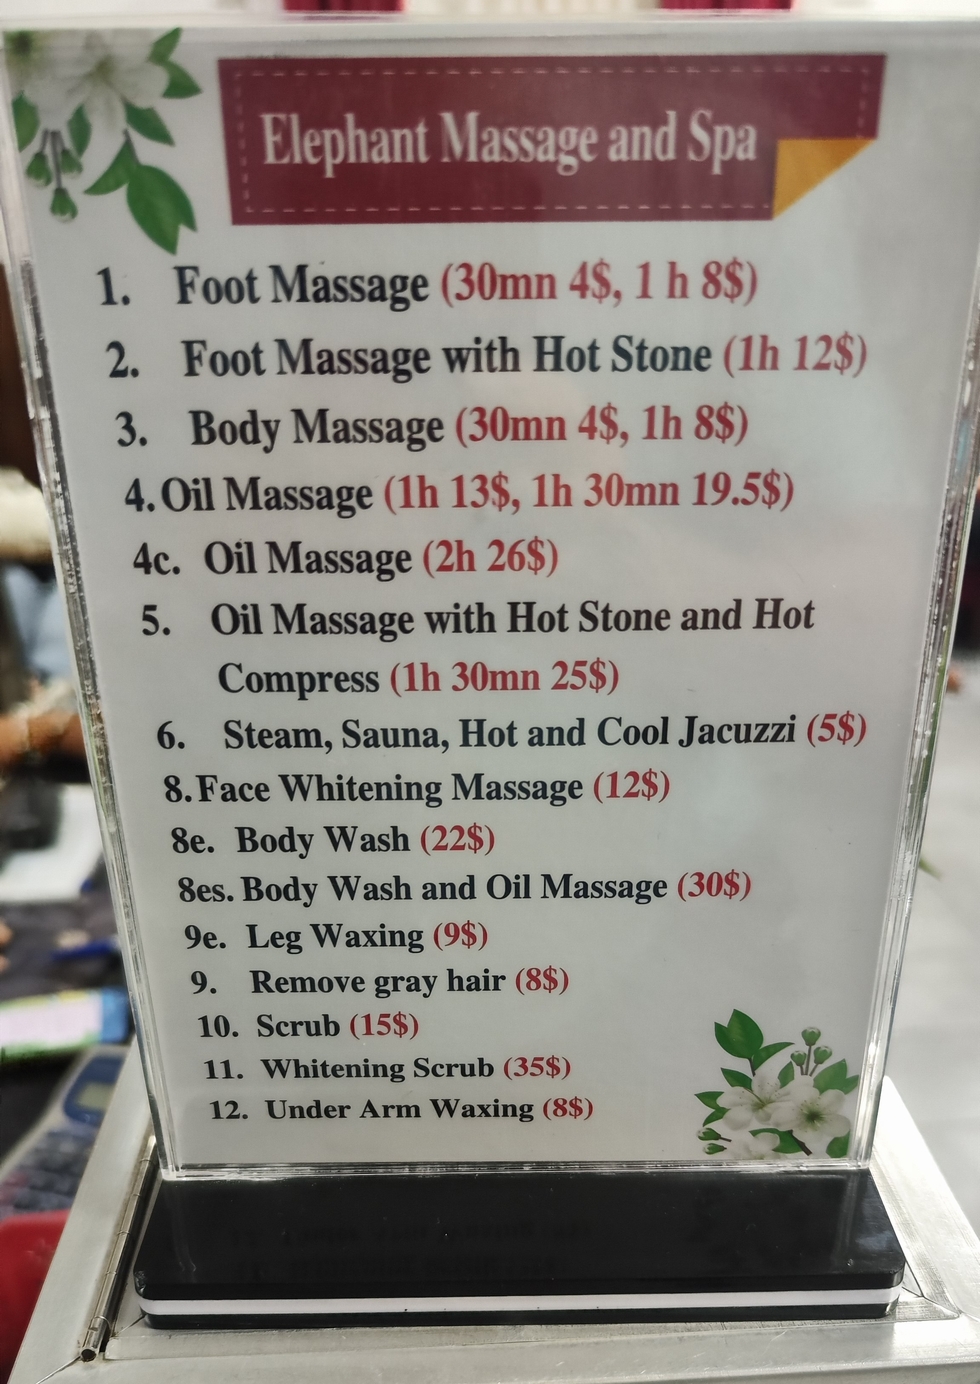 Elephant Massage and Spa
1. Foot Massage (30mn 4$, 1 h 8$)
2. Foot Massage with Hot Stone (1h 12$)
3. Body Massage (30mn 4$, 1h 8$)
4. Oil Massage (1h 13$, 1h 30mn 19.5$)
4c. Oil Massage (2h 26$)
5. Oil Massage with Hot Stone and Hot
Compress (1h 30mn 25$)
6. Steam, Sauna, Hot and Cool Jacuzzi (5$)
8. Face Whitening Massage (12$)
8e. Body Wash (22$)
8es. Body Wash and Oil Massage (30$)
9e. Leg Waxing (9$)
9. Remove gray hair (8$)
10. Scrub (15$)
11. Whitening Scrub (35$)
12. Under Arm Waxing (8$)